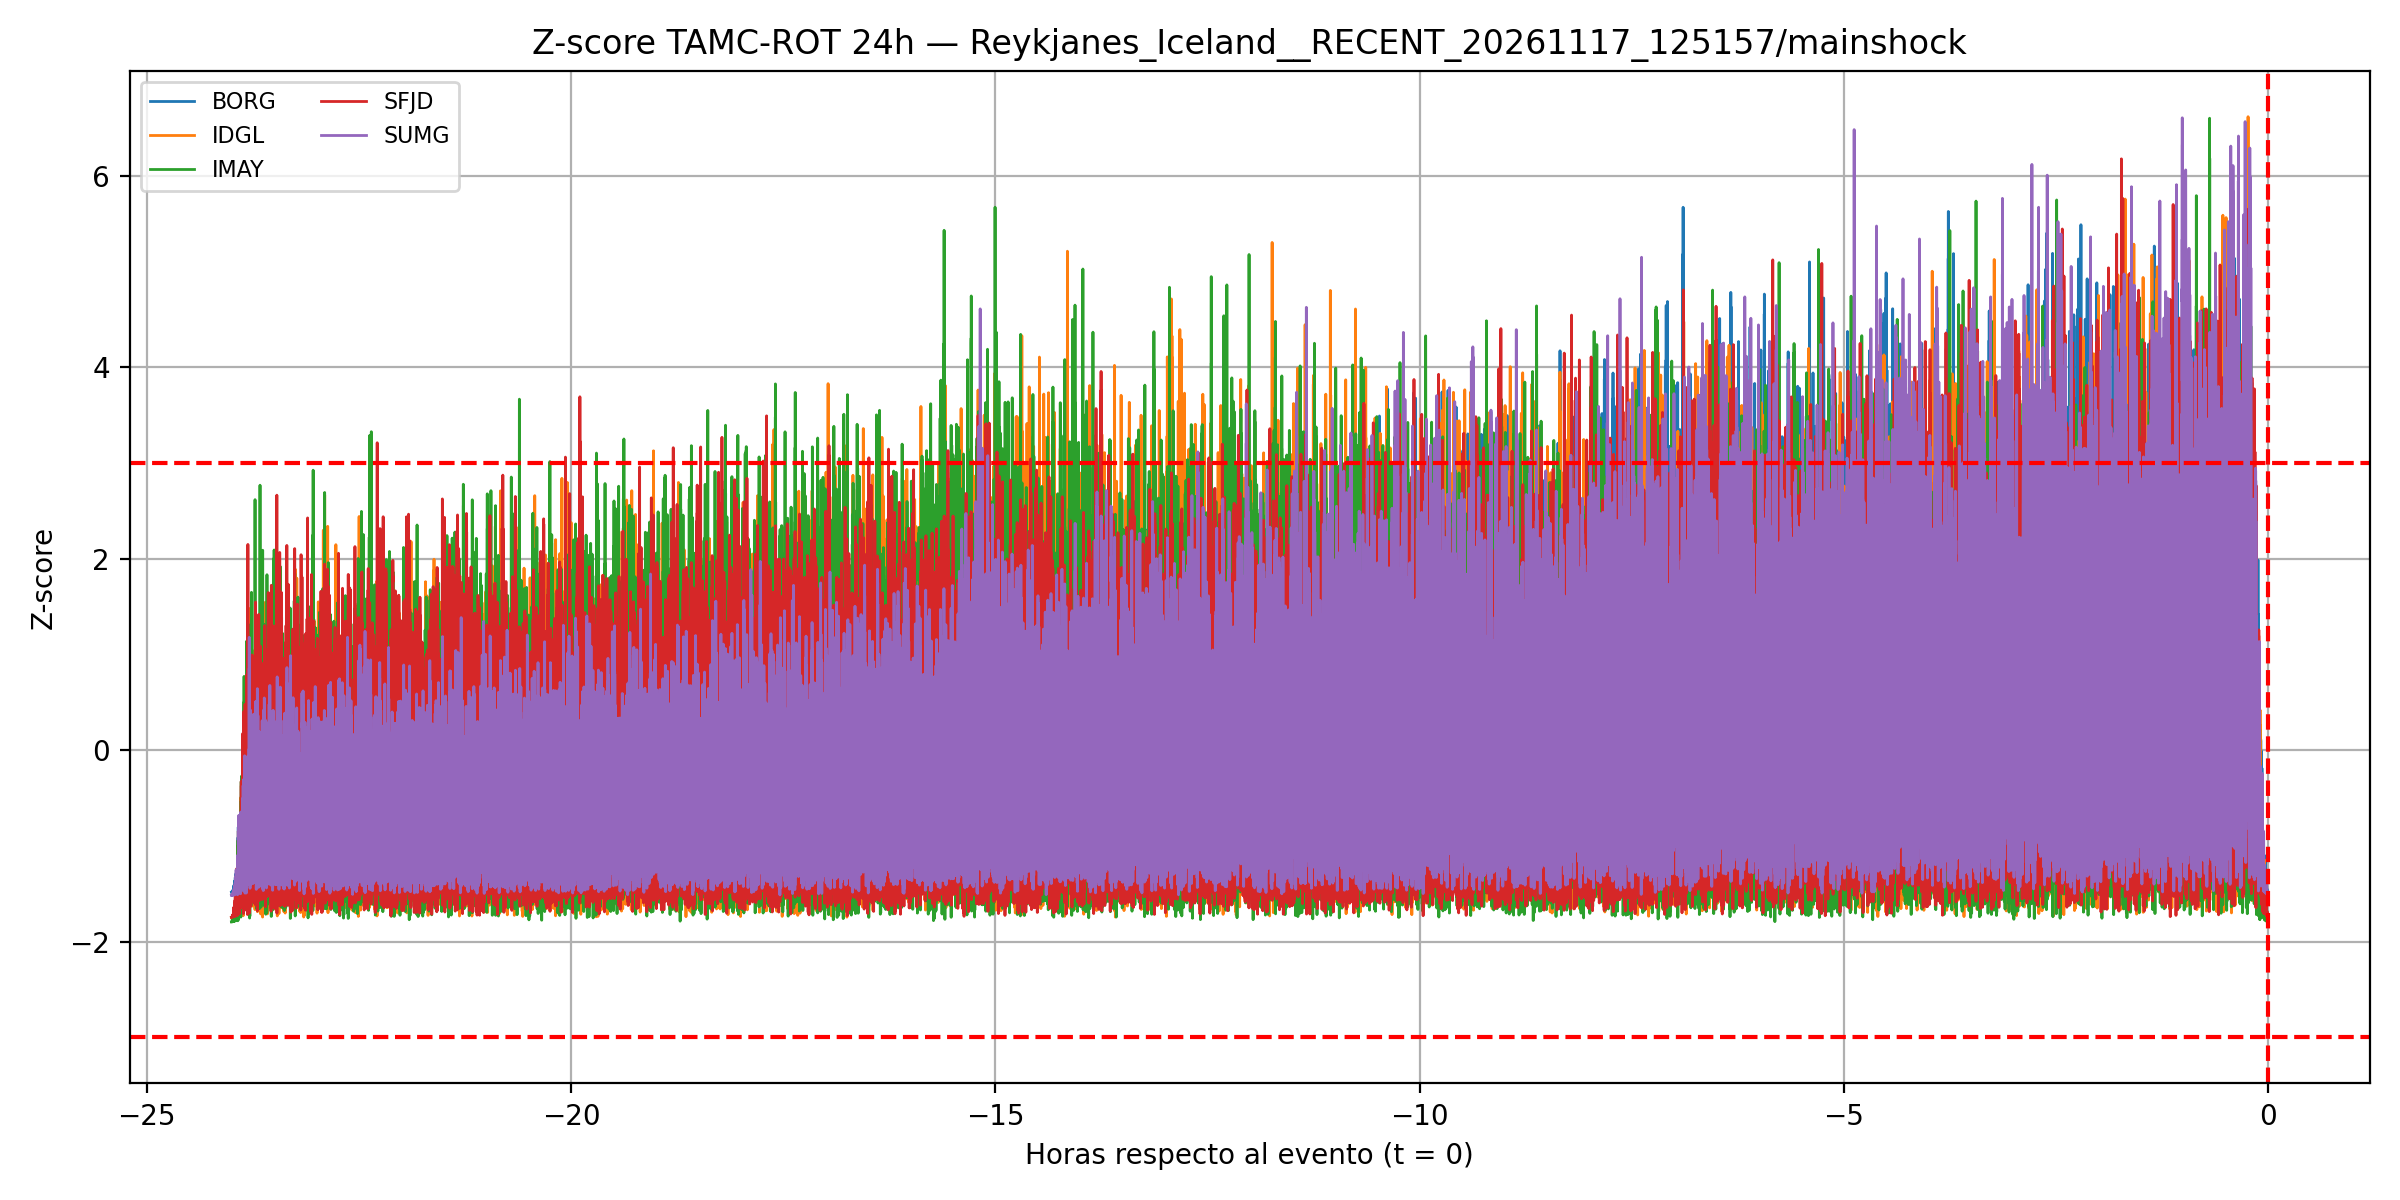 Z-score TAMC-ROT 24h — Reykjanes_Iceland__RECENT_20261117_125157/mainshock
BORG
IDGL
IMAY
SFJD
SUMG
Z-score
6
4
2
0
−2
−25
−20
−15
−10
−5
0
Horas respecto al evento (t = 0)